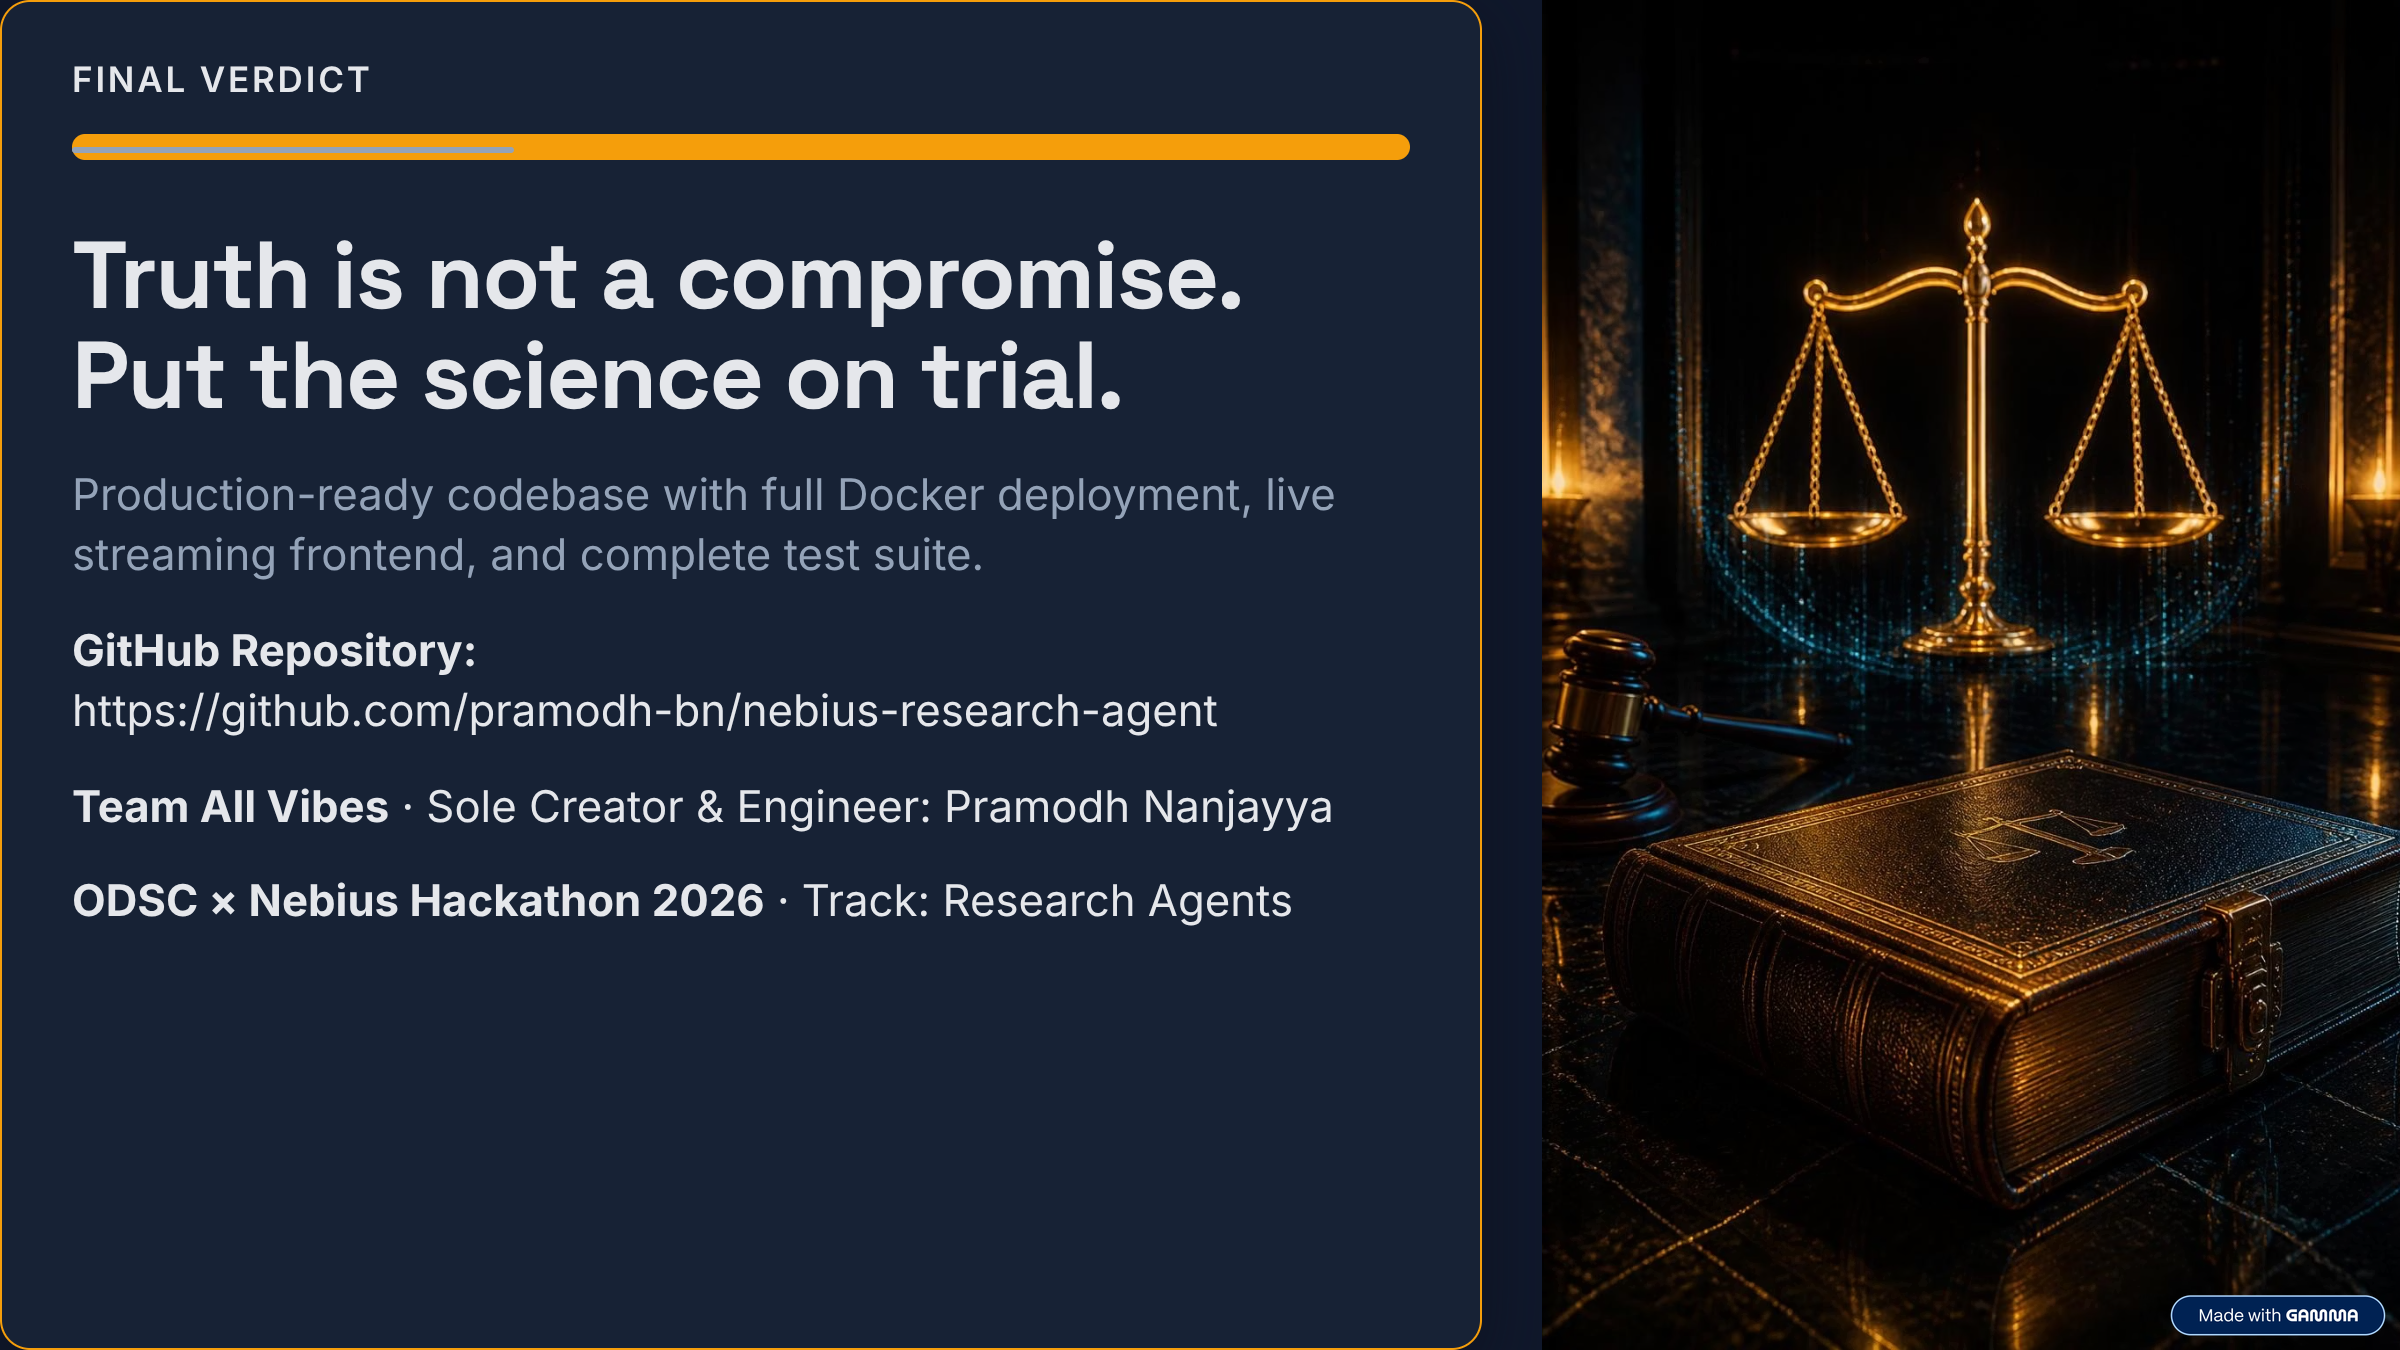 FINAL VERDICT
Truth is not a compromise.
Put the science on trial.
Production-ready codebase with full Docker deployment, live
streaming frontend, and complete test suite.
GitHub Repository:
https://github.com/pramodh-bn/nebius-research-agent
Team All Vibes · Sole Creator & Engineer: Pramodh Nanjayya
ODSC × Nebius Hackathon 2026 · Track: Research Agents
Made with GAMMA